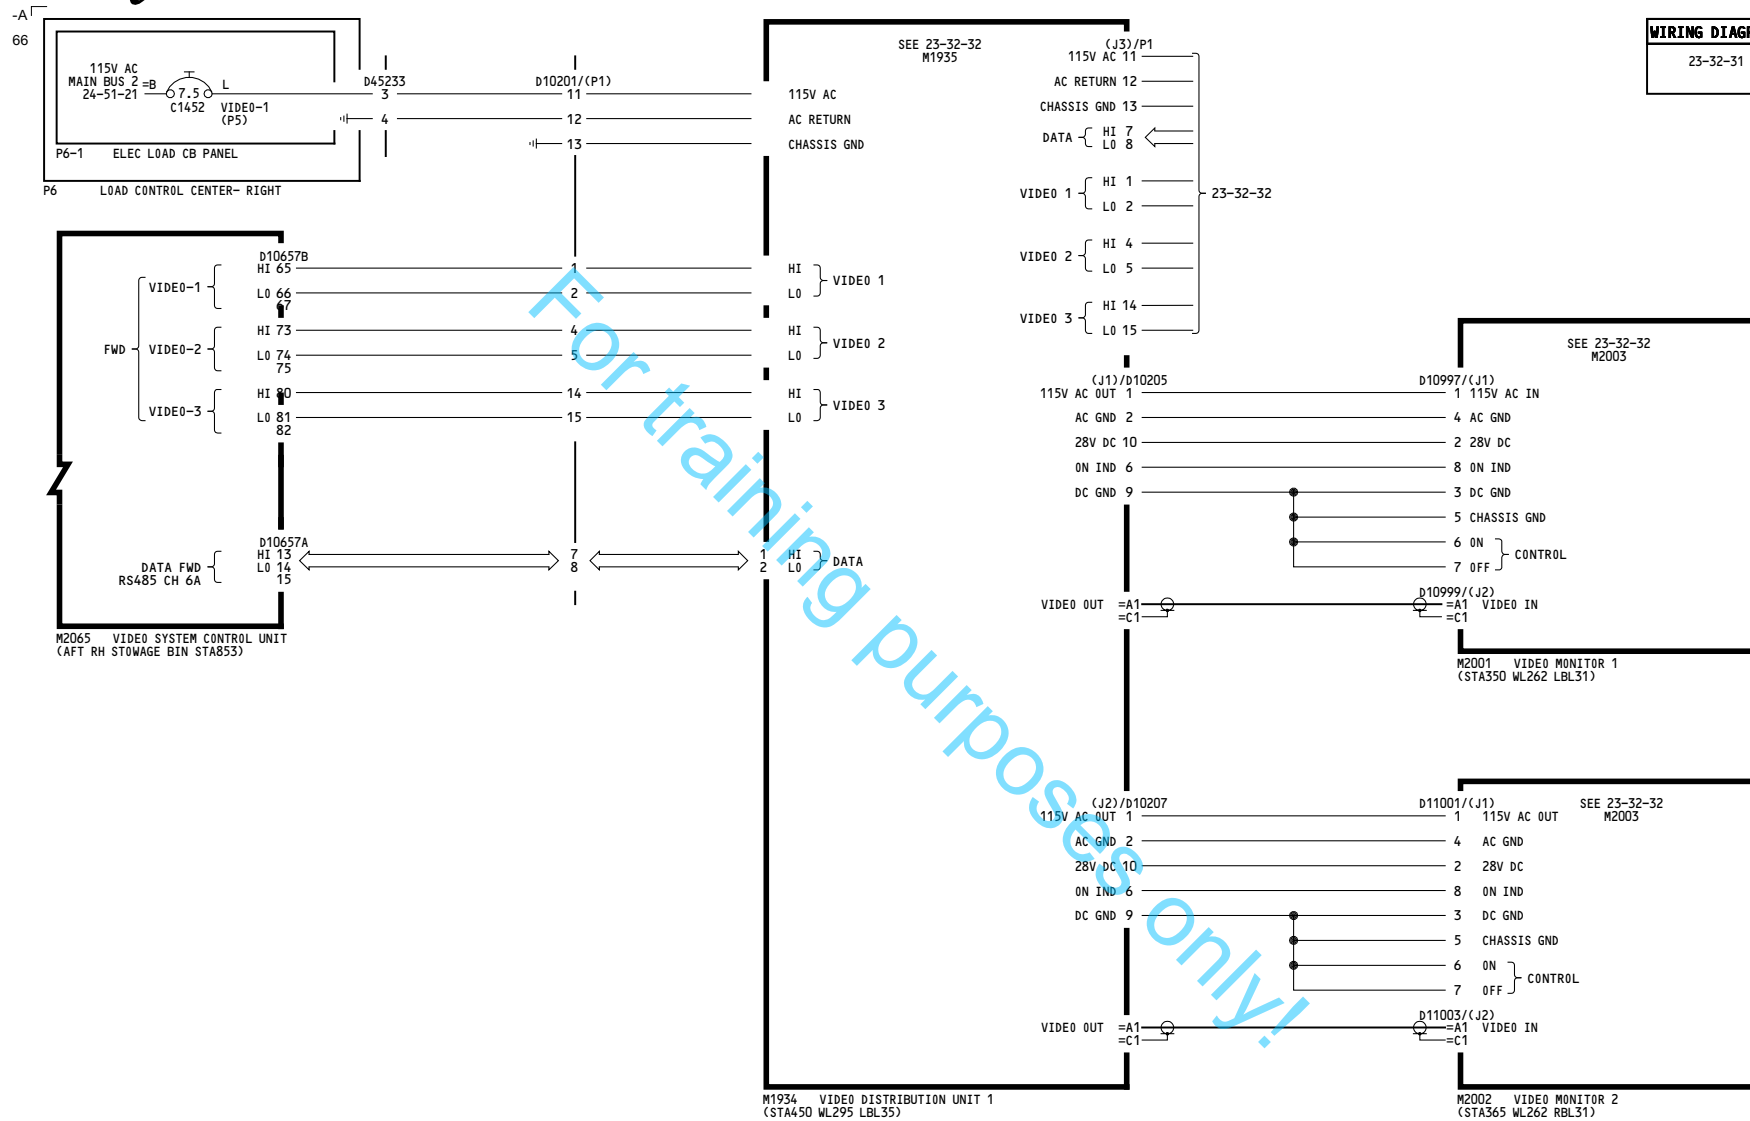 -A
66
115V AC
MAIN BUS 2
24-51-21
=B
7.5
L
C1452
VIDEO-1
(P5)
P6-1 ELEC LOAD CB PANEL
P6 LOAD CONTROL CENTER- RIGHT
D45233
3
4
D10201/(P1)
11
12
13
115V AC
AC RETURN
CHASSIS GND
SEE 23-32-32
M1935
(J3)/P1
115V AC 11
AC RETURN 12
CHASSIS GND 13
DATA
HI 7
LO 8
VIDEO 1
HI 1
LO 2
VIDEO 2
HI 4
LO 5
VIDEO 3
HI 14
LO 15
23-32-32
WIRING DIAGR
23-32-31
D10657B
FWD
VIDEO-1
HI 65
LO 66
67
VIDEO-2
HI 73
LO 74
75
VIDEO-3
HI 80
LO 81
82
1
2
4
5
14
15
HI
LO
VIDEO 1
HI
LO
VIDEO 2
HI
LO
VIDEO 3
D10657A
DATA FWD
RS485 CH 6A
HI 13
LO 14
15
7
8
1
2
HI
LO
DATA
M2065 VIDEO SYSTEM CONTROL UNIT
(AFT RH STOWAGE BIN STA853)
(J1)/D10205
115V AC OUT 1
AC GND 2
28V DC 10
ON IND 6
DC GND 9
VIDEO OUT =A1
=C1
SEE 23-32-32
M2003
D10997/(J1)
1 115V AC IN
4 AC GND
2 28V DC
8 ON IND
3 DC GND
5 CHASSIS GND
6 ON
7 OFF
CONTROL
D10999/(J2)
=A1 VIDEO IN
=C1
M2001 VIDEO MONITOR 1
(STA350 WL262 LBL31)
(J2)/D10207
115V AC OUT 1
AC GND 2
28V DC 10
ON IND 6
DC GND 9
VIDEO OUT =A1
=C1
D11001/(J1)
SEE 23-32-32
M2003
1 115V AC OUT
4 AC GND
2 28V DC
8 ON IND
3 DC GND
5 CHASSIS GND
6 ON
7 OFF
CONTROL
D11003/(J2)
=A1 VIDEO IN
=C1
M1934 VIDEO DISTRIBUTION UNIT 1
(STA450 WL295 LBL35)
M2002 VIDEO MONITOR 2
(STA365 WL262 RBL31)
For training purposes only!